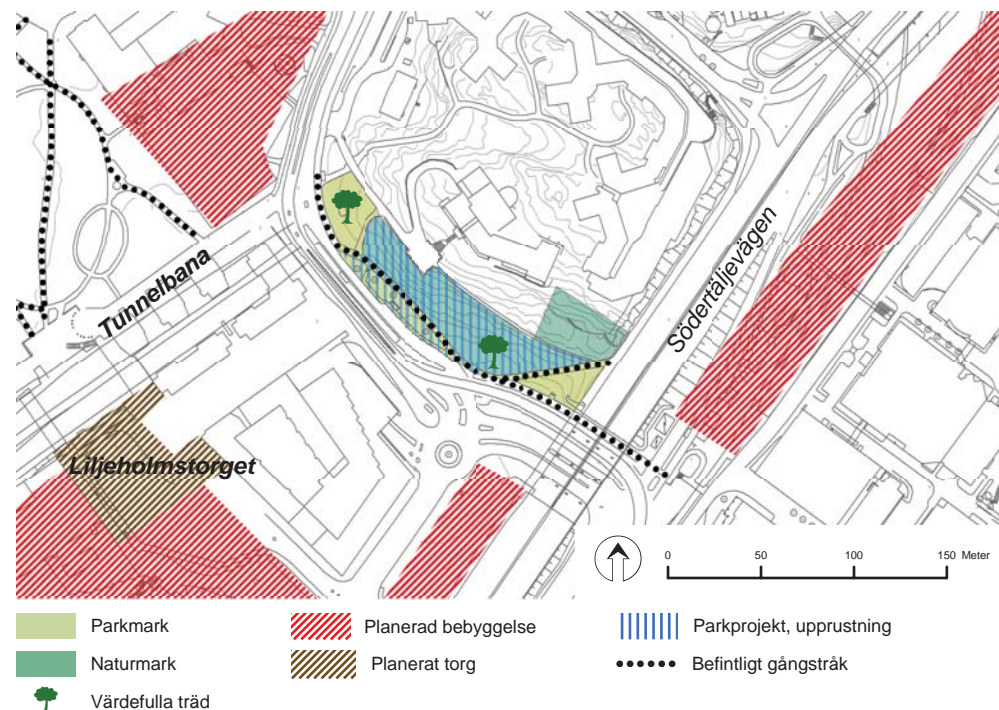 Tunnelbana
Södertäljevägen
Liljeholmstorget
0 50 100 150 Meter
Parkmark
Planerad bebyggelse
Parkprojekt, upprustning
Naturmark
Planerat torg
Befintligt gångstråk
Värdefulla träd